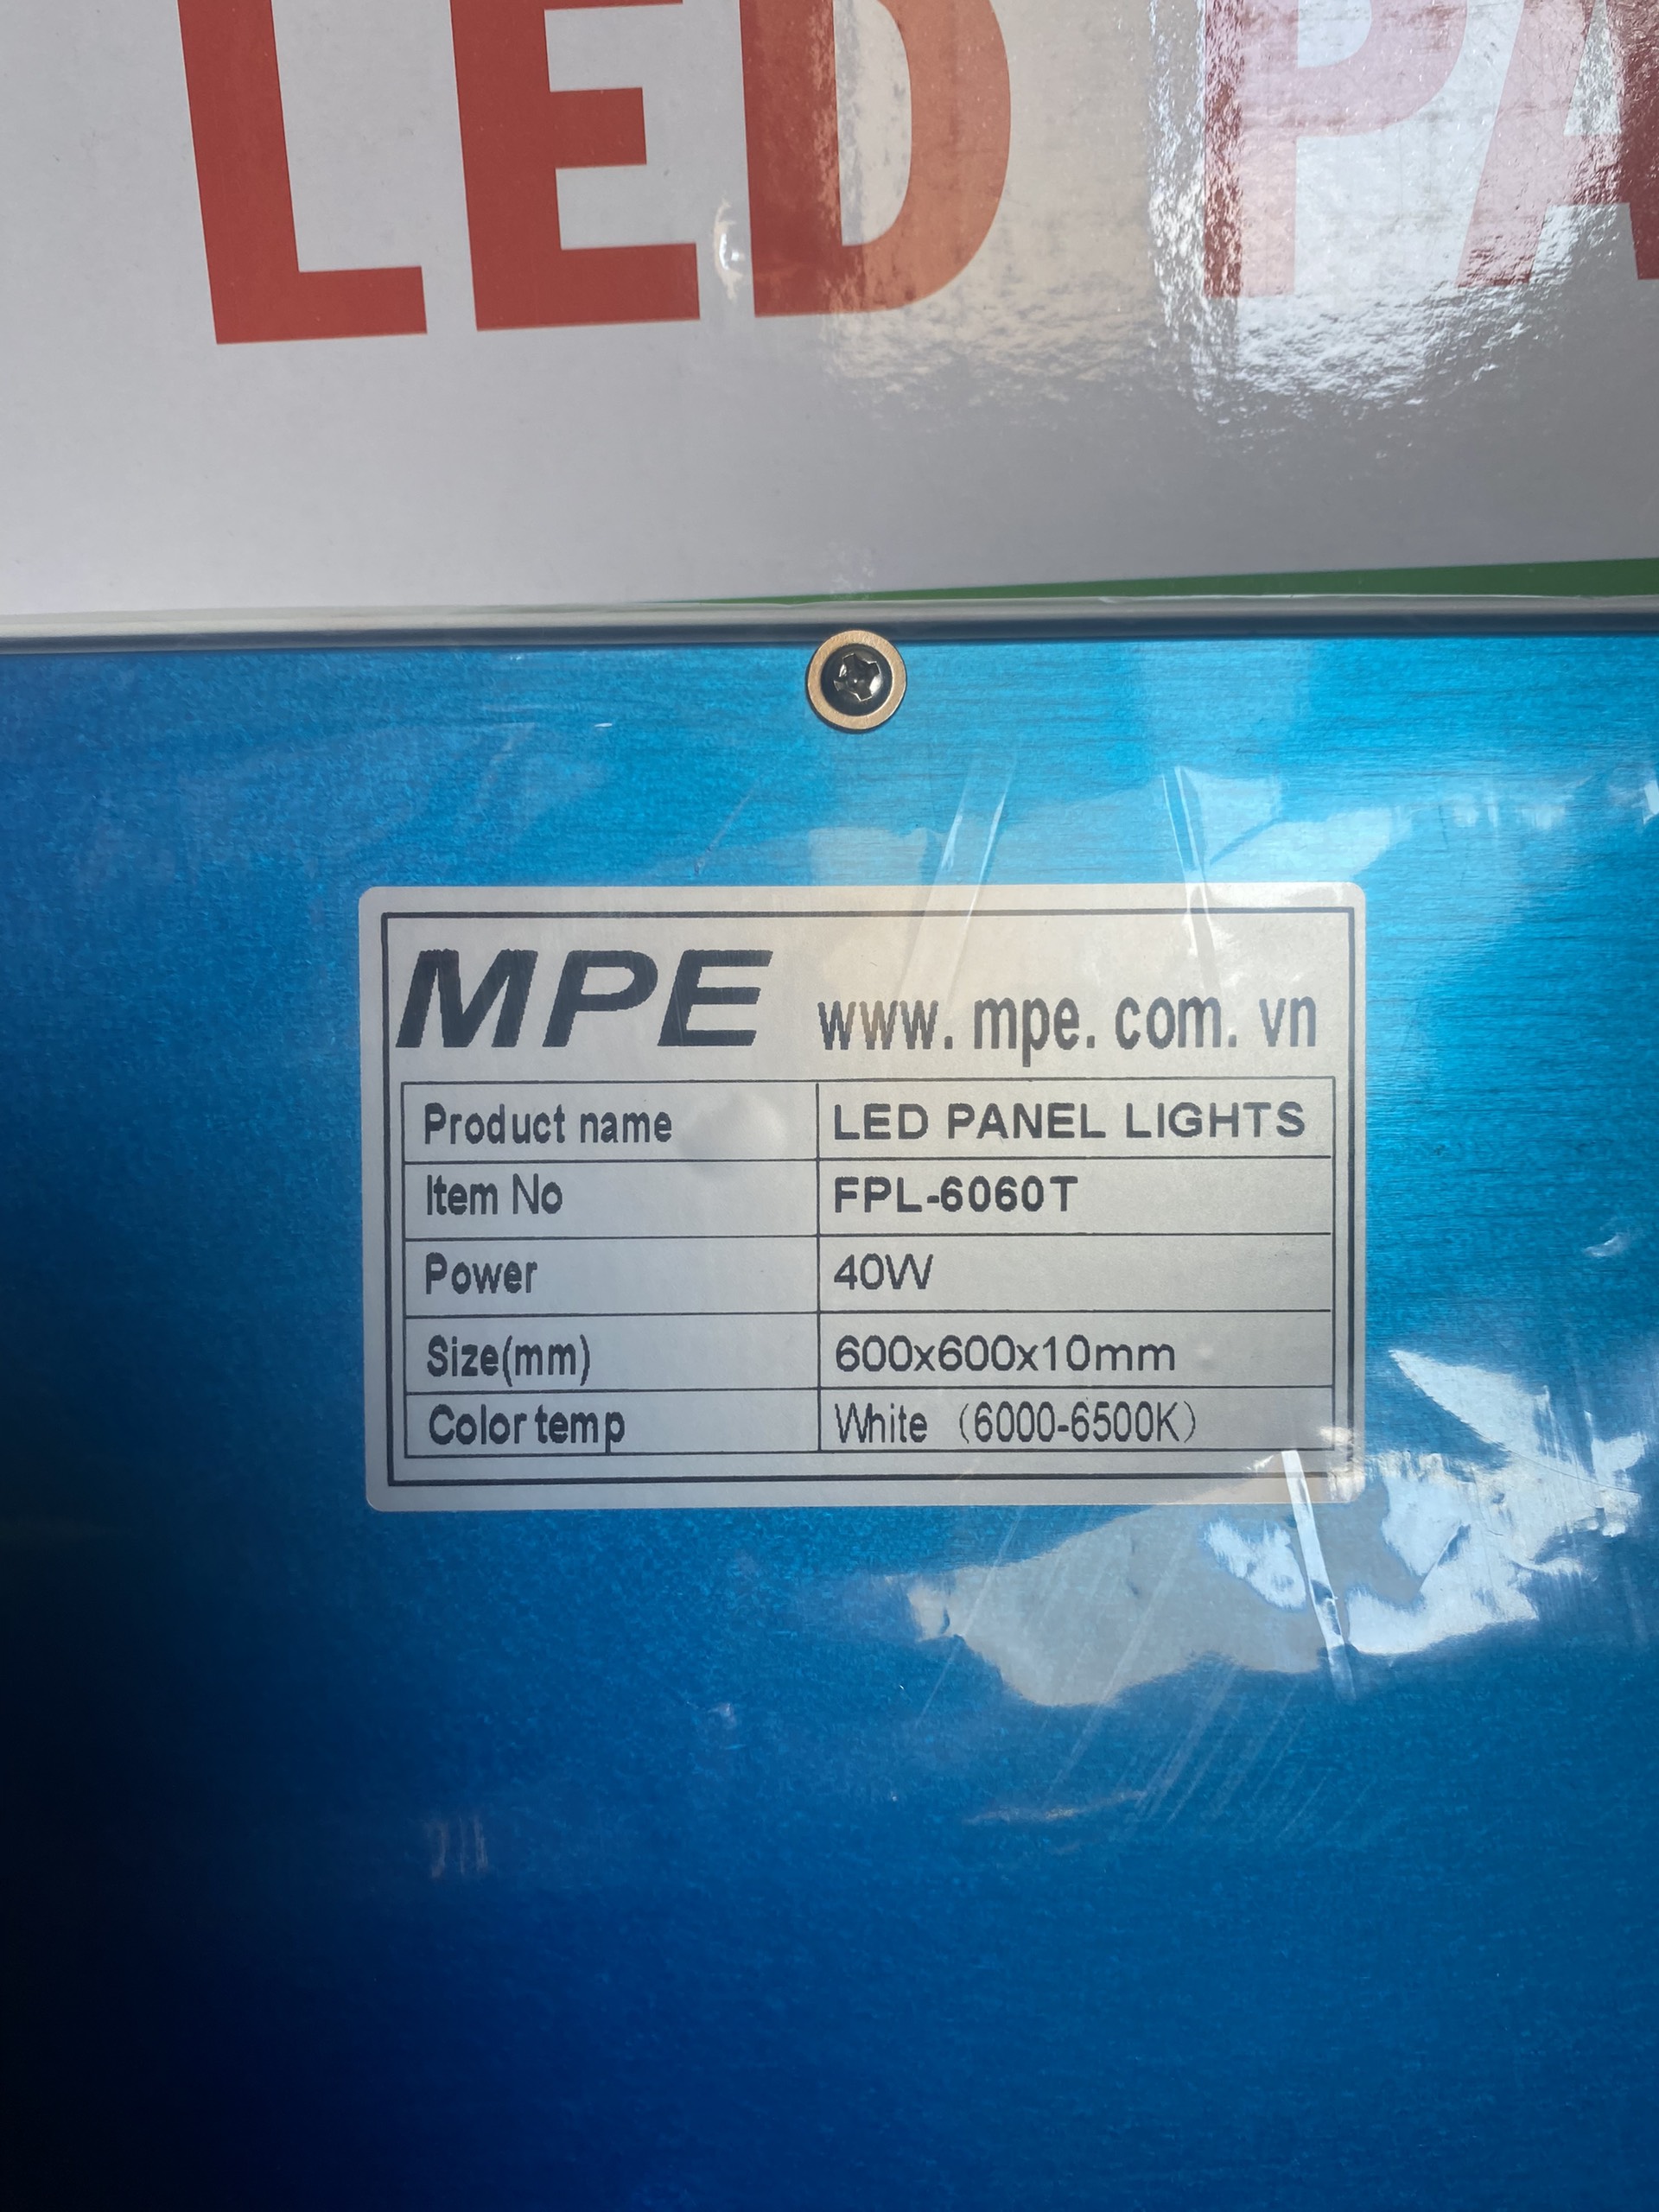 LED PA
MPE www.mpe.com.vn
Product name LED PANEL LIGHTS
Item No FPL-6060T
Power 40W
Size(mm) 600x600x10mm
Color temp White (6000-6500K)